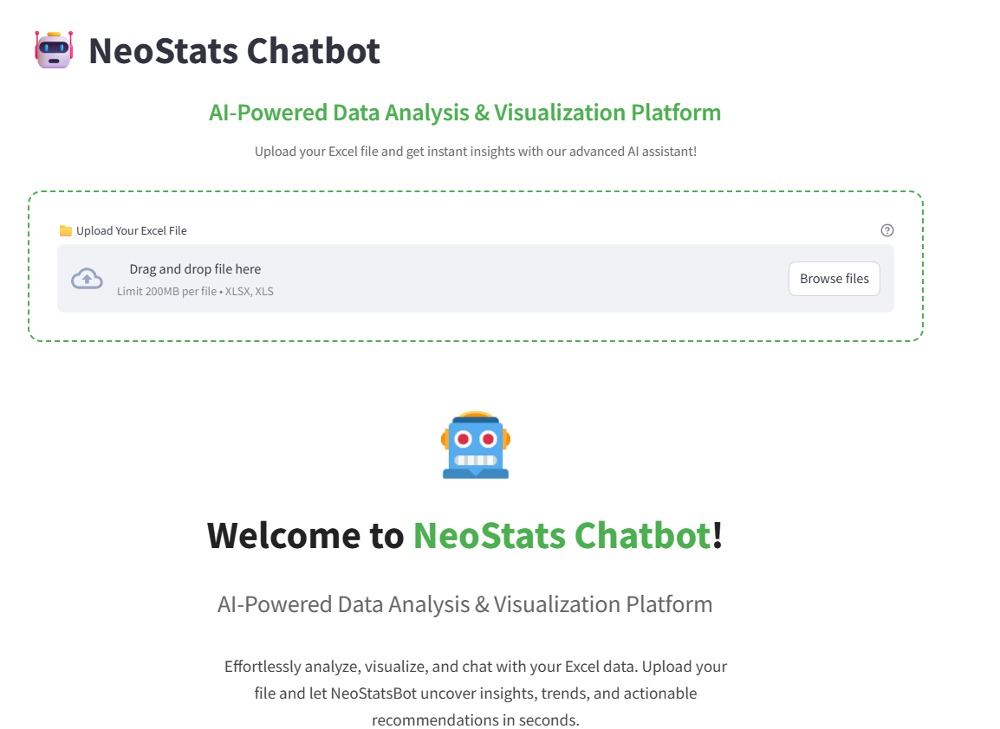 NeoStats Chatbot
AI-Powered Data Analysis & Visualization Platform
Upload your Excel file and get instant insights with our advanced AI assistant!
Upload Your Excel File
?
Drag and drop file here
Limit 200MB per file • XLSX, XLS
Browse files
Welcome to NeoStats Chatbot!
AI-Powered Data Analysis & Visualization Platform
Effortlessly analyze, visualize, and chat with your Excel data. Upload your
file and let NeoStatsBot uncover insights, trends, and actionable
recommendations in seconds.